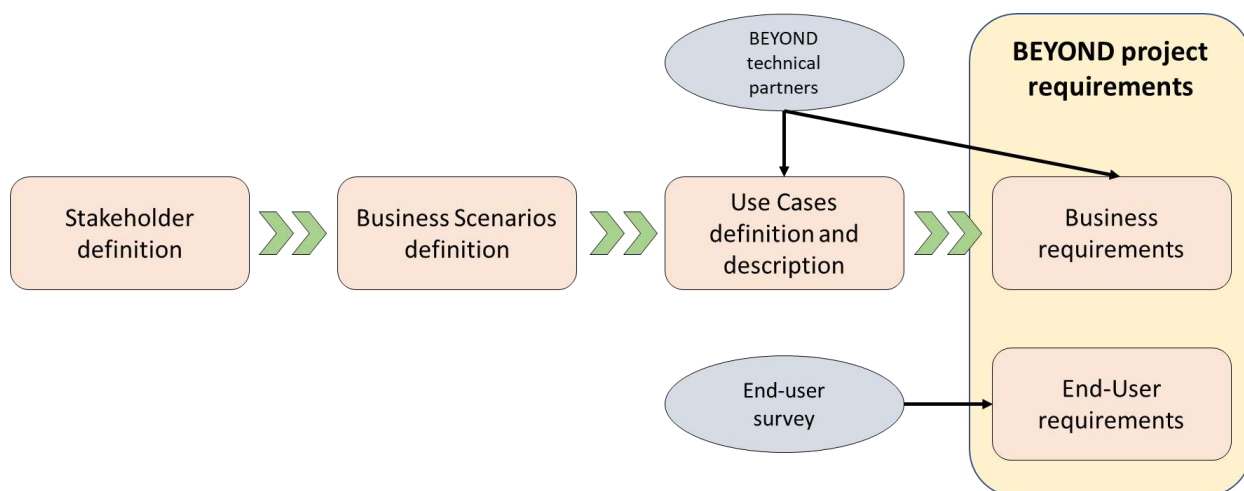 BEYOND
technical
partners
BEYOND project
requirements
Stakeholder
definition
Business Scenarios
definition
Use Cases
definition and
description
Business
requirements
End-user
survey
End-User
requirements